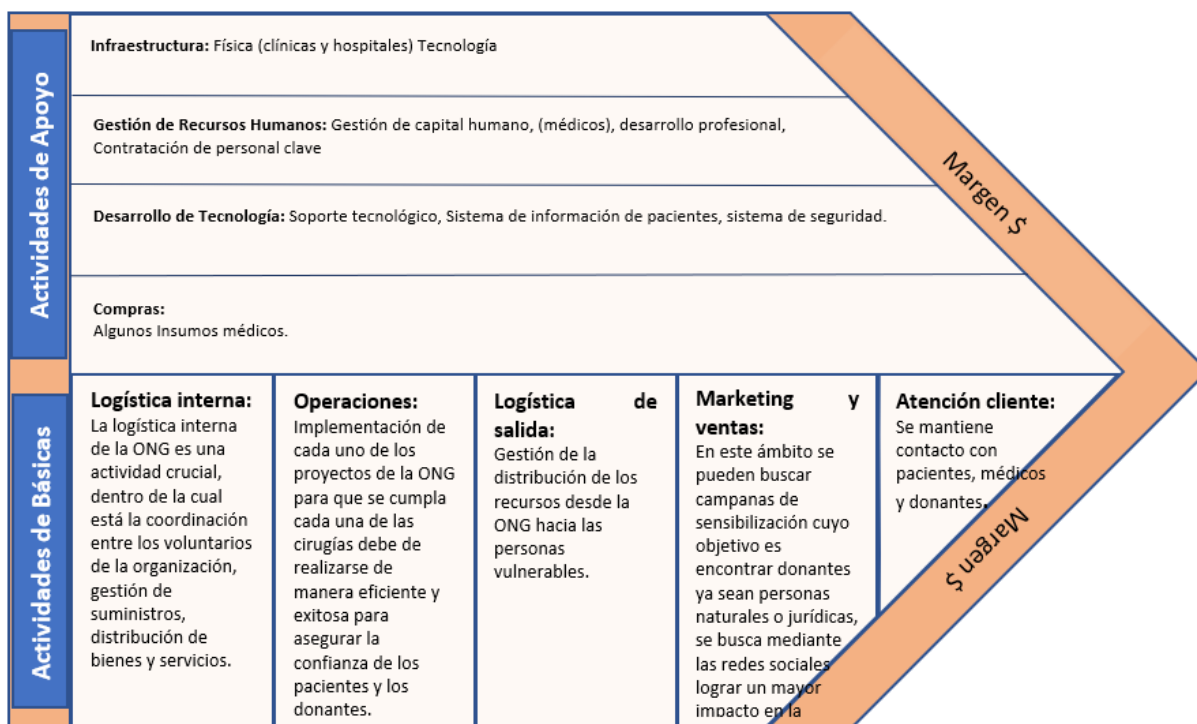 Actividades de Apoyo
Infraestructura: Física (clínicas y hospitales) Tecnología
Gestión de Recursos Humanos: Gestión de capital humano, (médicos), desarrollo profesional,
Contratación de personal clave
Desarrollo de Tecnología: Soporte tecnológico, Sistema de información de pacientes, sistema de seguridad.
Compras:
Algunos Insumos médicos.
Margen $
Actividades de Básicas
Logística interna:
La logística interna
de la ONG es una
actividad crucial,
dentro de la cual
está la coordinación
entre los voluntarios
de la organización,
gestión de
suministros,
distribución de
bienes y servicios.
Operaciones:
Implementación de
cada uno de los
proyectos de la ONG
para que se cumpla
cada una de las
cirugías debe de
realizarse de
manera eficiente y
exitosa para
asegurar la
confianza de los
pacientes y los
donantes.
Logística de
salida:
Gestión de la
distribución de los
recursos desde la
ONG hacia las
personas
vulnerables.
Marketing y
ventas:
En este ámbito se
pueden buscar
campanas de
sensibilización cuyo
objetivo es
encontrar donantes
ya sean personas
naturales o jurídicas,
se busca mediante
las redes sociales
lograr un mayor
impacto en la
Atención cliente:
Se mantiene
contacto con
pacientes, médicos
y donantes.
Margen $